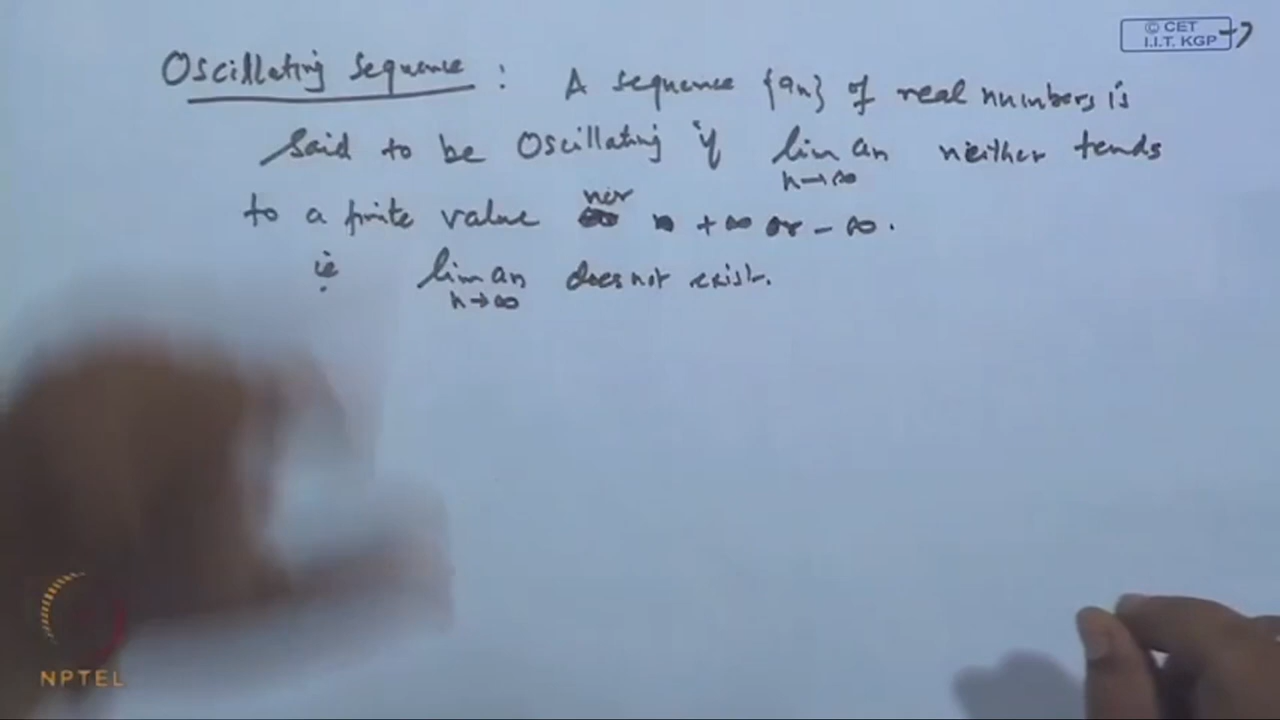 © CET
I.I.T. KGP
Oscillating Sequence : A sequence {an} of real numbers is
Said to be Oscillating if lim an neither tends
n→∞
to a finite value nor + ∞ or - ∞.
ie lim an does not exist.
n→∞
NPTEL